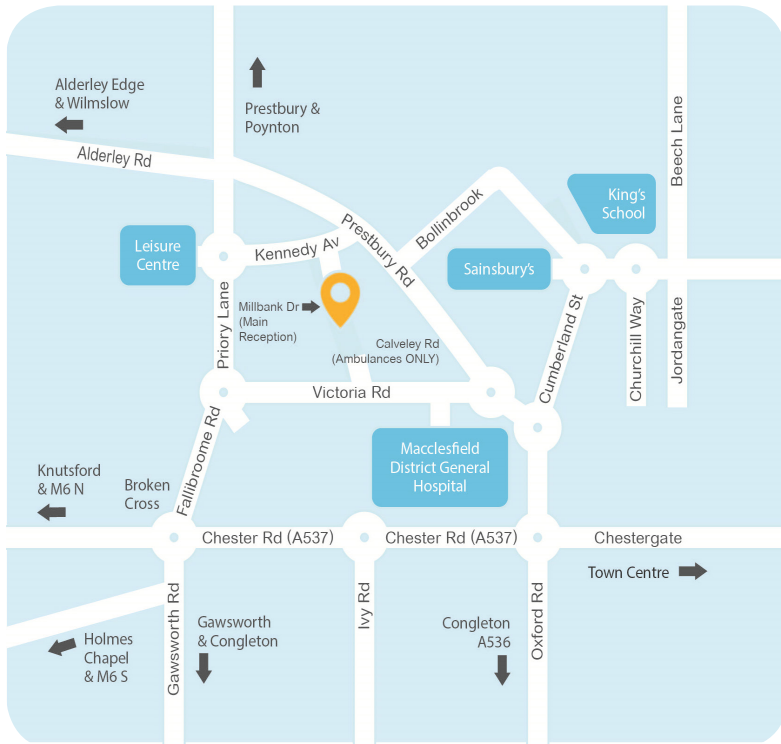 Alderley Edge
& Wilmslow
Prestbury &
Poynton
Alderley Rd
Beech Lane
King's
School
Bollinbrook
Prestbury Rd
Leisure
Centre
Kennedy Av
Sainsbury's
Priory Lane
Millbank Dr
(Main
Reception)
Calveley Rd
(Ambulances ONLY)
Cumberland St
Churchill Way
Jordangate
Victoria Rd
Macclesfield
District General
Hospital
Fallibroome Rd
Knutsford
& M6 N
Broken
Cross
Chester Rd (A537)
Chester Rd (A537)
Chestergate
Town Centre
Gawsworth Rd
Ivy Rd
Oxford Rd
Gawsworth
& Congleton
Congleton
A536
Holmes
Chapel
& M6 S